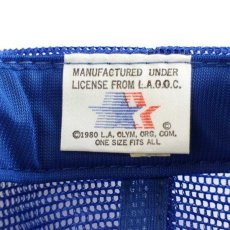 MANUFACTURED UNDER
LICENSE FROM L.A.O.O.C.
©1980 L.A. OLYM. ORG. COM.
ONE SIZE FITS ALL